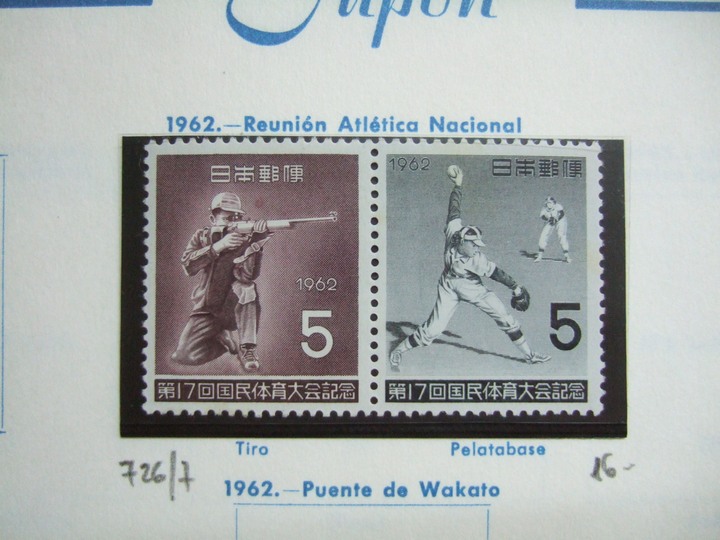 Japon
1962.—Reunión Atlética Nacional
日本郵便
1962
5
第17回国民体育大会記念
1962
日本郵便
5
第17回国民体育大会記念
Tiro
Pelatabase
726/7
16-
1962.—Puente de Wakato